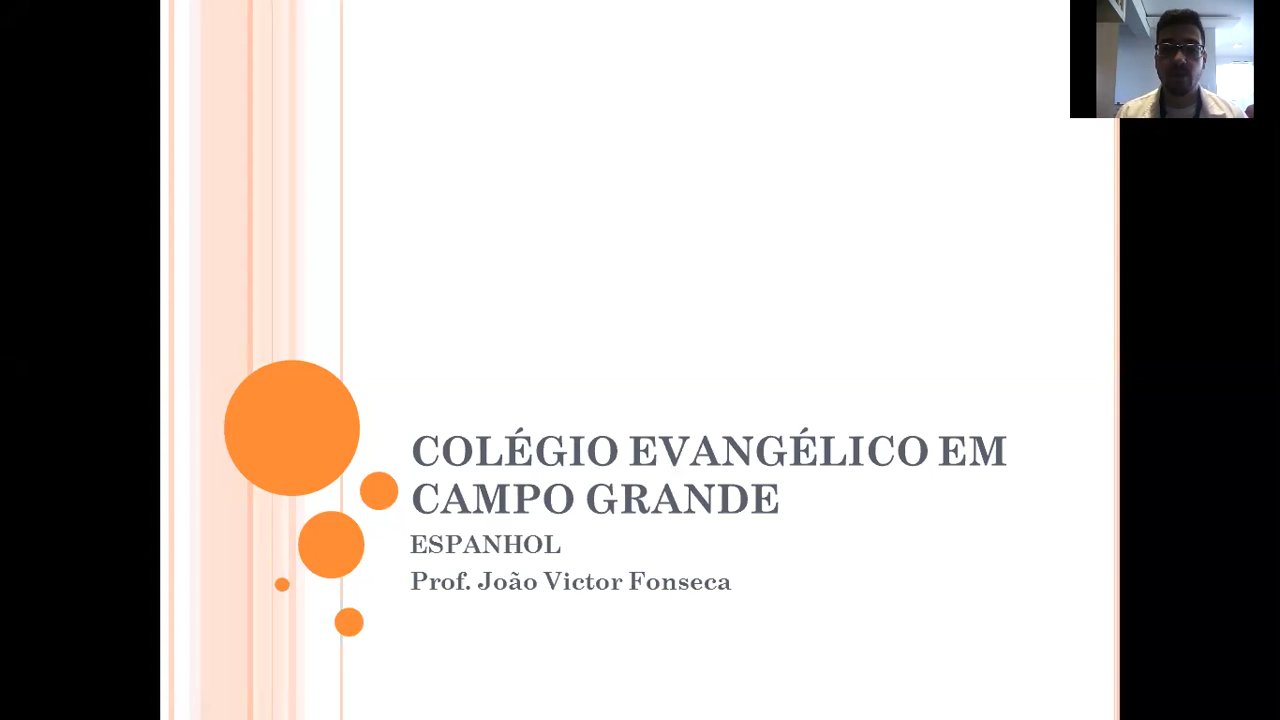 COLÉGIO EVANGÉLICO EM
CAMPO GRANDE
ESPANHOL
Prof. João Victor Fonseca